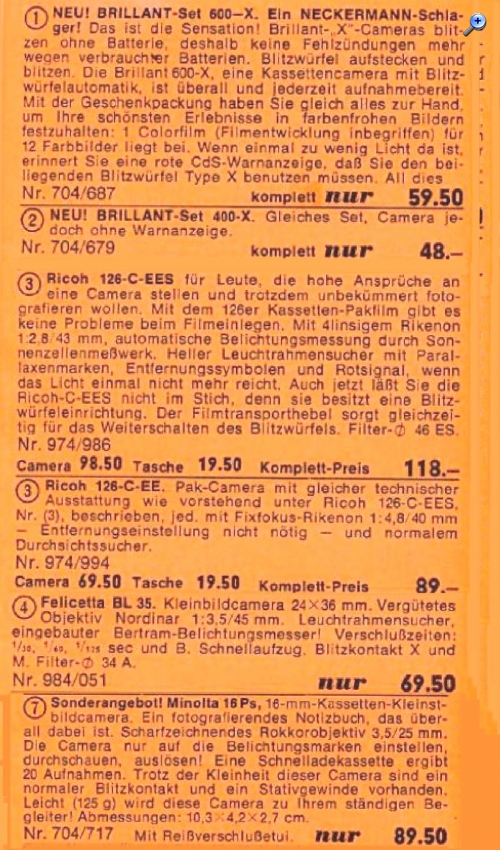 ① NEU! BRILLANT-Set 600-X. Ein NECKERMANN-Schla-
ger! Das ist die Sensation! Brillant-„X"-Cameras blit-
zen ohne Batterie, deshalb keine Fehlzündungen mehr
wegen verbrauchter Batterien. Blitzwürfel aufstecken und
blitzen. Die Brillant 600-X, eine Kassettencamera mit Blitz-
würfelautomatik, ist überall und jederzeit aufnahmebereit.
Mit der Geschenkpackung haben Sie gleich alles zur Hand,
um Ihre schönsten Erlebnisse in farbenfrohen Bildern
festzuhalten: 1 Colorfilm (Filmentwicklung inbegriffen) für
12 Farbbilder liegt bei. Wenn einmal zu wenig Licht da ist,
erinnert Sie eine rote CdS-Warnanzeige, daß Sie den bei-
liegenden Blitzwürfel Type X benutzen müssen. All dies
Nr. 704/687 komplett nur 59.50
② NEU! BRILLANT-Set 400-X. Gleiches Set, Camera je-
doch ohne Warnanzeige.
Nr. 704/679 komplett nur 48.–
③ Ricoh 126-C-EES für Leute, die hohe Ansprüche an
eine Camera stellen und trotzdem unbekümmert foto-
grafieren wollen. Mit dem 126er Kassetten-Pakfilm gibt es
keine Probleme beim Filmeinlegen. Mit 4linsigem Rikenon
1:2,8/43 mm, automatische Belichtungsmessung durch Son-
nenzellenmeßwerk. Heller Leuchtrahmensucher mit Paral-
laxenmarken, Entfernungssymbolen und Rotsignal, wenn
das Licht einmal nicht mehr reicht. Auch jetzt läßt Sie die
Ricoh-C-EES nicht im Stich, denn sie besitzt eine Blitz-
würfeleinrichtung. Der Filmtransporthebel sorgt gleichzei-
tig für das Weiterschalten des Blitzwürfels. Filter-∅ 46 ES.
Nr. 974/986
Camera 98.50 Tasche 19.50 Komplett-Preis 118.–
③ Ricoh 126-C-EE. Pak-Camera mit gleicher technischer
Ausstattung wie vorstehend unter Ricoh 126-C-EES,
Nr. (3), beschrieben, jed. mit Fixfokus-Rikenon 1:4,8/40 mm
– Entfernungseinstellung nicht nötig – und normalem
Durchsichtssucher.
Nr. 974/994
Camera 69.50 Tasche 19.50 Komplett-Preis 89.–
④ Felicetta BL 35. Kleinbildcamera 24×36 mm. Vergütetes
Objektiv Nordinar 1:3,5/45 mm. Leuchtrahmensucher,
eingebauter Bertram-Belichtungsmesser! Verschlußzeiten:
1/30, 1/60, 1/125 sec und B. Schnellaufzug. Blitzkontakt X und
M. Filter-∅ 34 A.
Nr. 984/051 nur 69.50
⑦ Sonderangebot! Minolta 16 Ps, 16-mm-Kassetten-Kleinst-
bildcamera. Ein fotografierendes Notizbuch, das über-
all dabei ist. Scharfzeichnendes Rokkorobjektiv 3,5/25 mm.
Die Camera nur auf die Belichtungsmarken einstellen,
durchschauen, auslösen! Eine Schnelladekassette ergibt
20 Aufnahmen. Trotz der Kleinheit dieser Camera sind ein
normaler Blitzkontakt und ein Stativgewinde vorhanden.
Leicht (125 g) wird diese Camera zu Ihrem ständigen Be-
gleiter! Abmessungen: 10,3×4,2×2,7 cm.
Nr. 704/717 Mit Reißverschlußetui. nur 89.50